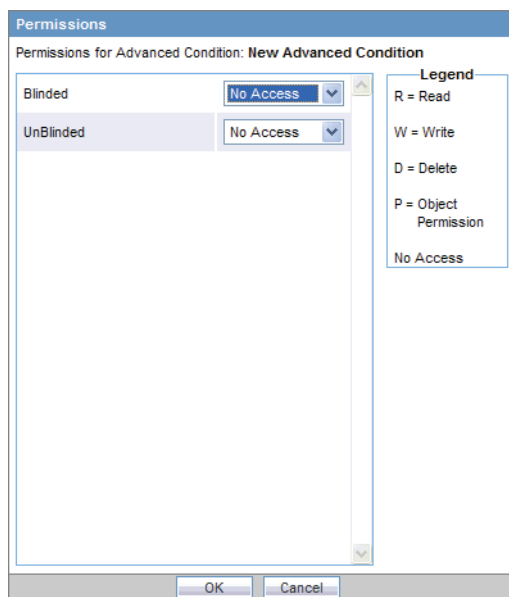 Permissions
Permissions for Advanced Condition: New Advanced Condition
Blinded No Access
UnBlinded No Access
Legend
R = Read
W = Write
D = Delete
P = Object
Permission
No Access
OK Cancel